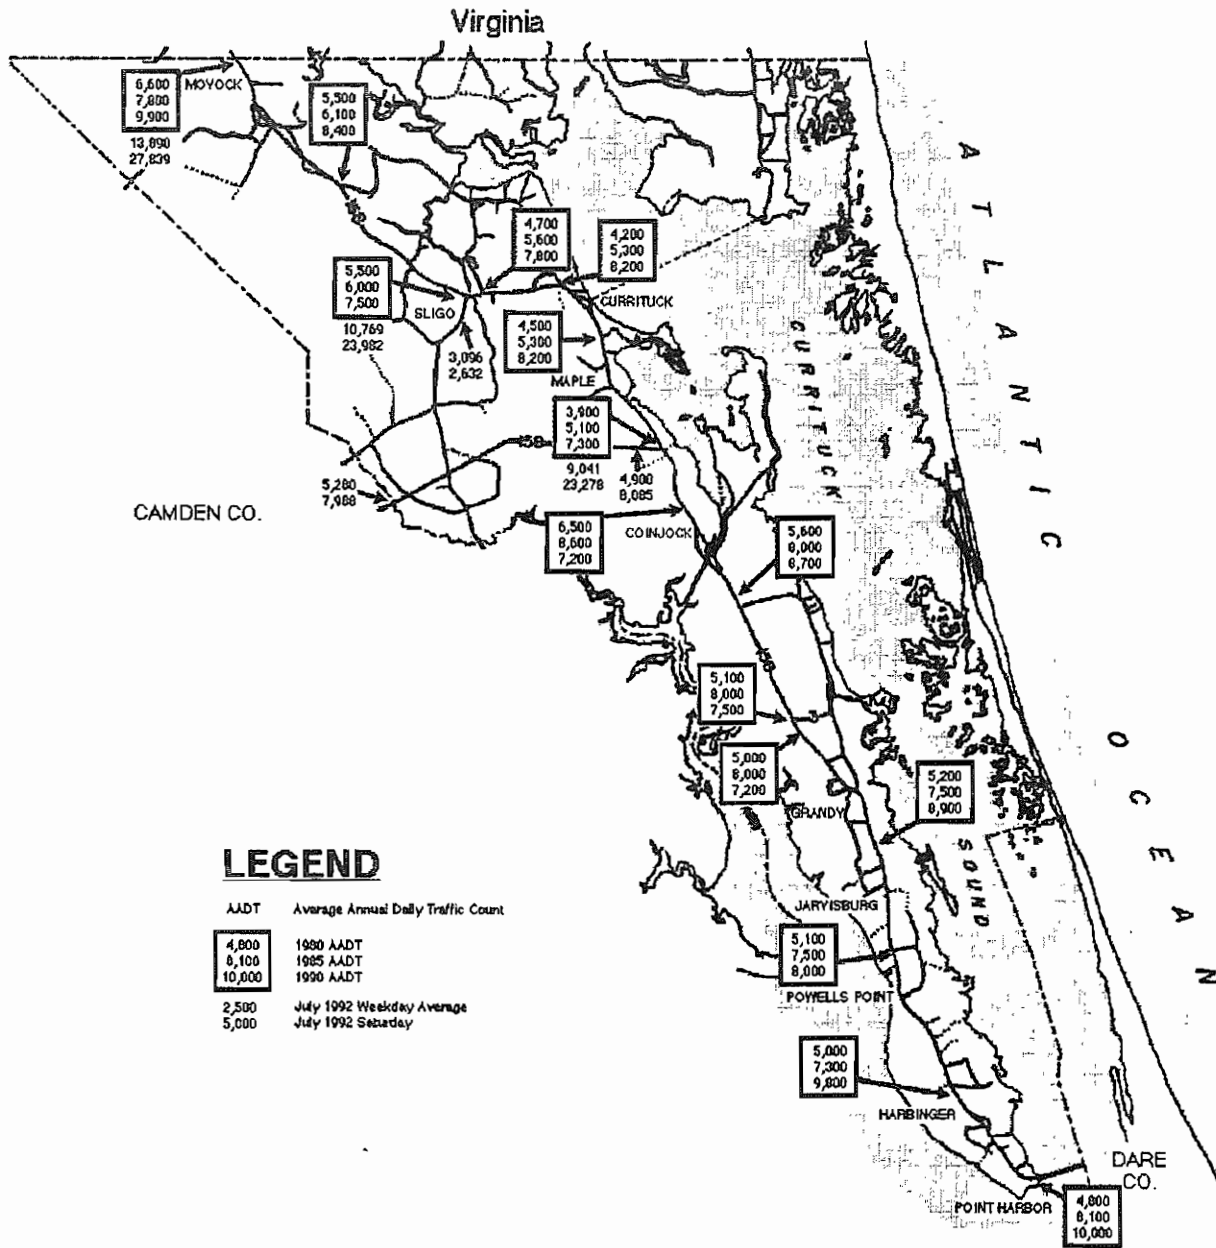 Virginia
6,600
7,800
9,900
13,890
27,839
MOYOCK
5,500
6,100
8,400
158
4,700
5,600
7,800
4,200
5,300
8,200
5,500
6,000
7,500
10,769
23,982
SLIGO
CURRITUCK
3,096
2,632
4,500
5,300
8,200
MAPLE
3,900
5,100
7,300
9,041
23,278
158
4,900
8,085
5,280
7,988
CAMDEN CO.
6,500
8,600
7,200
COINJOCK
5,600
8,000
8,700
158
5,100
8,000
7,500
5,000
8,000
7,200
GRANDY
5,200
7,500
8,900
CURRITUCK
SOUND
ATLANTIC
OCEAN
JARVISBURG
5,100
7,500
8,000
POWELLS POINT
5,000
7,300
9,800
HARBINGER
DARE
CO.
POINT HARBOR
4,800
8,100
10,000
LEGEND
AADT Average Annual Daily Traffic Count
4,800 1980 AADT
8,100 1985 AADT
10,000 1990 AADT
2,500 July 1992 Weekday Average
5,000 July 1992 Saturday